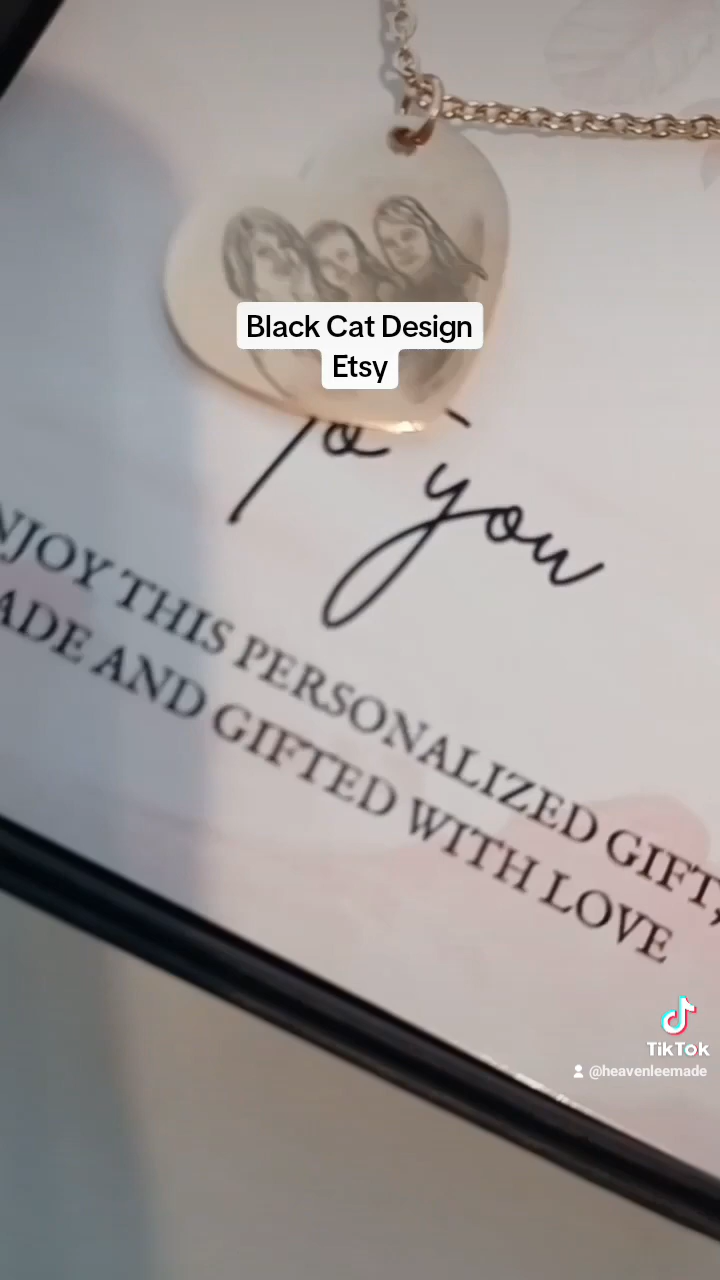 Black Cat Design
Etsy
To you
NJOY THIS PERSONALIZED GIFT,
ADE AND GIFTED WITH LOVE
TikTok
@heavenleemade